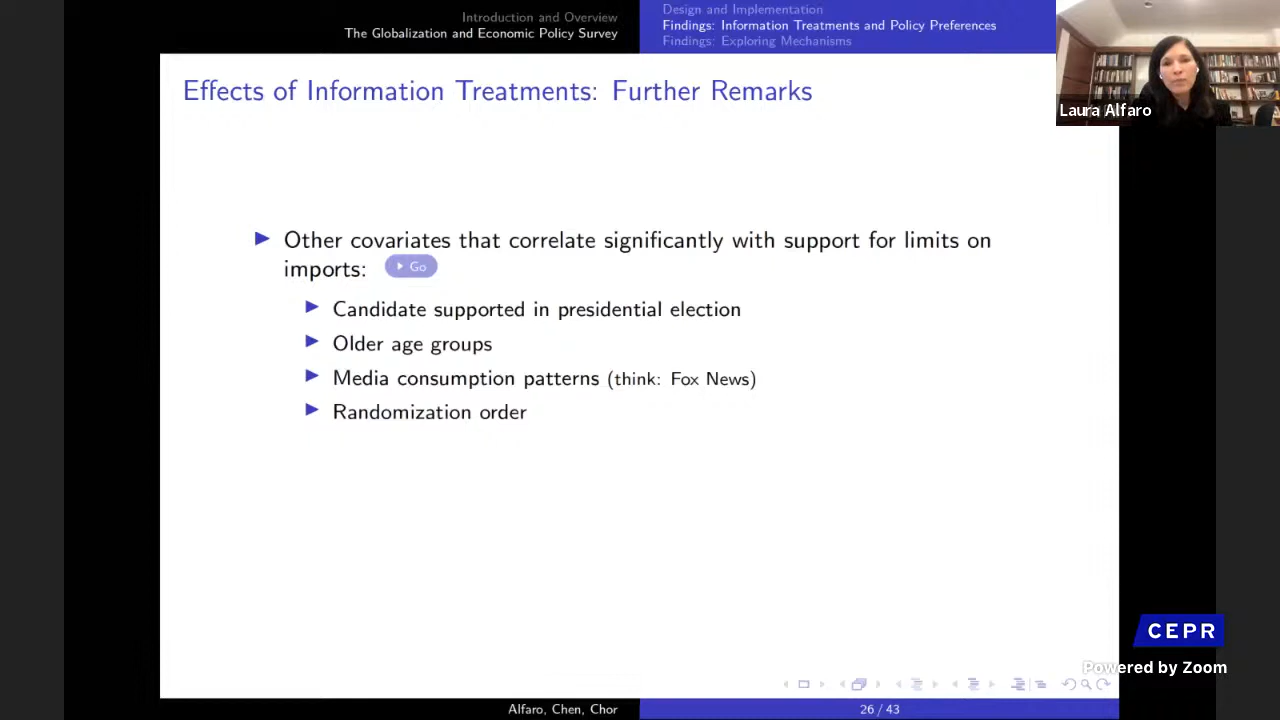 Introduction and Overview
The Globalization and Economic Policy Survey
Design and Implementation
Findings: Information Treatments and Policy Preferences
Findings: Exploring Mechanisms
Laura Alfaro
Effects of Information Treatments: Further Remarks
Other covariates that correlate significantly with support for limits on
imports: Go
Candidate supported in presidential election
Older age groups
Media consumption patterns (think: Fox News)
Randomization order
CEPR
Powered by Zoom
Alfaro, Chen, Chor
26 / 43